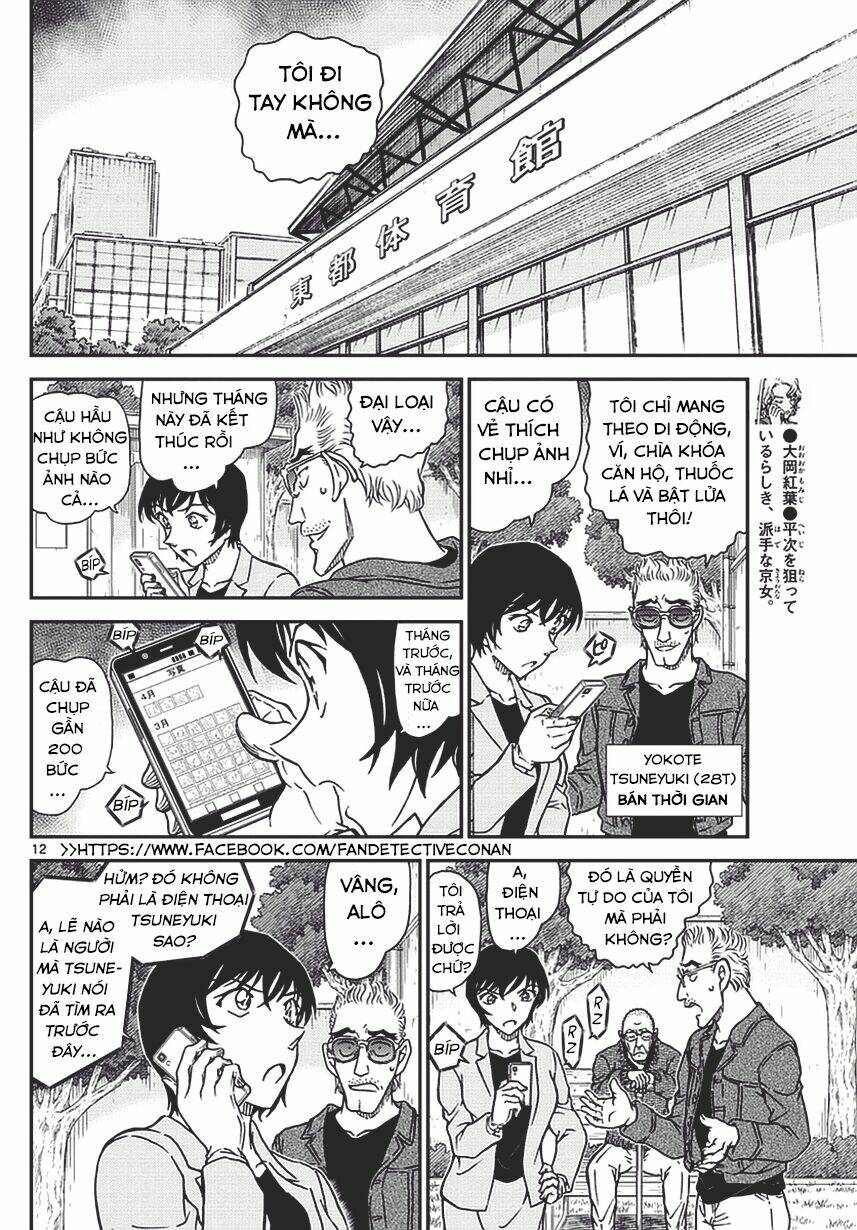 TÔI ĐI
TAY KHÔNG
MÀ...
東都体育館
TÔI CHỈ MANG
THEO DI ĐỘNG,
VÍ, CHÌA KHÓA
CĂN HỘ, THUỐC
LÁ VÀ BẬT LỬA
THÔI!
CẬU CÓ
VẺ THÍCH
CHỤP ẢNH
NHỈ...
YOKOTE
TSUNEYUKI (28T)
BÁN THỜI GIAN
●大岡紅葉●平次を狙って
いるらしき、派手な京女。
ĐẠI LOẠI
VẬY...
NHƯNG THÁNG
NÀY ĐÃ KẾT
THÚC RỒI
...
CẬU HẦU
NHƯ KHÔNG
CHỤP BỨC
ẢNH NÀO
CẢ...
BÍP
THÁNG
TRƯỚC,
VÀ THÁNG
TRƯỚC
NỮA
...
BÍP
BÍP
写真
4月
3月
CẬU ĐÃ
CHỤP
GẦN
200
BỨC
...
BÍP
12
>>HTTPS://WWW.FACEBOOK.COM/FANDETECTIVECONAN
ĐÓ LÀ QUYỀN
TỰ DO CỦA TÔI
MÀ PHẢI
KHÔNG?
A,
ĐIỆN
THOẠI
...
TÔI
TRẢ
LỜI
ĐƯỢC
CHỨ?
RZ
RZ
BÍP
VÂNG,
ALÔ
...
HỬM? ĐÓ KHÔNG
PHẢI LÀ ĐIỆN THOẠI
TSUNEYUKI
SAO?
A, LẼ NÀO
LÀ NGƯỜI
MÀ TSUNE-
YUKI NÓI
ĐÃ TÌM RA
TRƯỚC
ĐÂY...